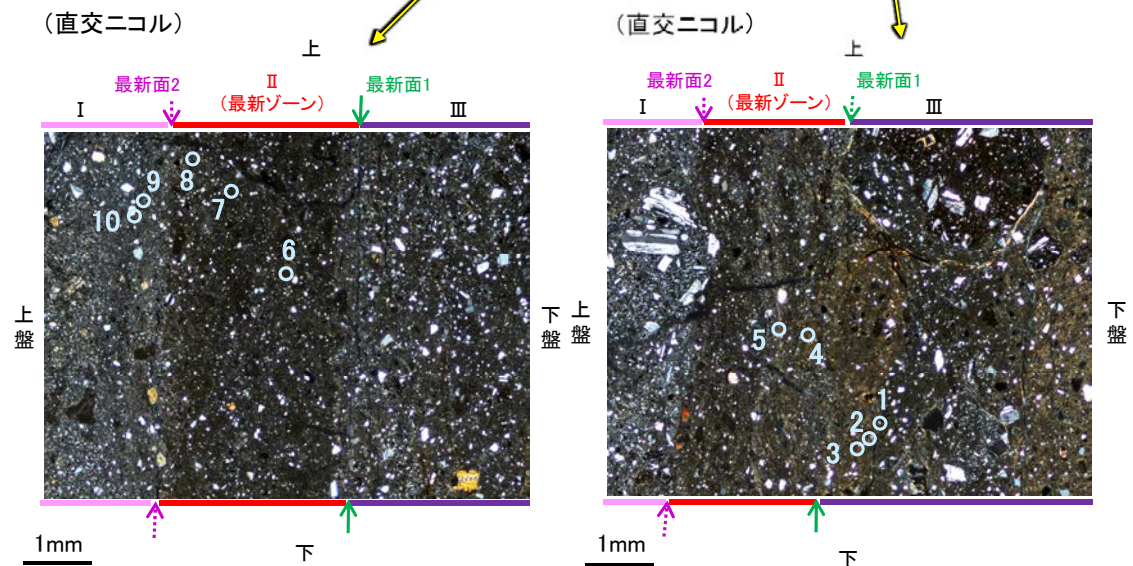 (直交ニコル)
上
最新面2
Ⅱ
(最新ゾーン)
最新面1
Ⅰ
Ⅲ
上盤
下盤
9
8
10
7
6
1mm
下
(直交ニコル)
上
最新面2
Ⅱ
(最新ゾーン)
最新面1
Ⅰ
Ⅲ
上盤
下盤
5
4
1
2
3
1mm
下